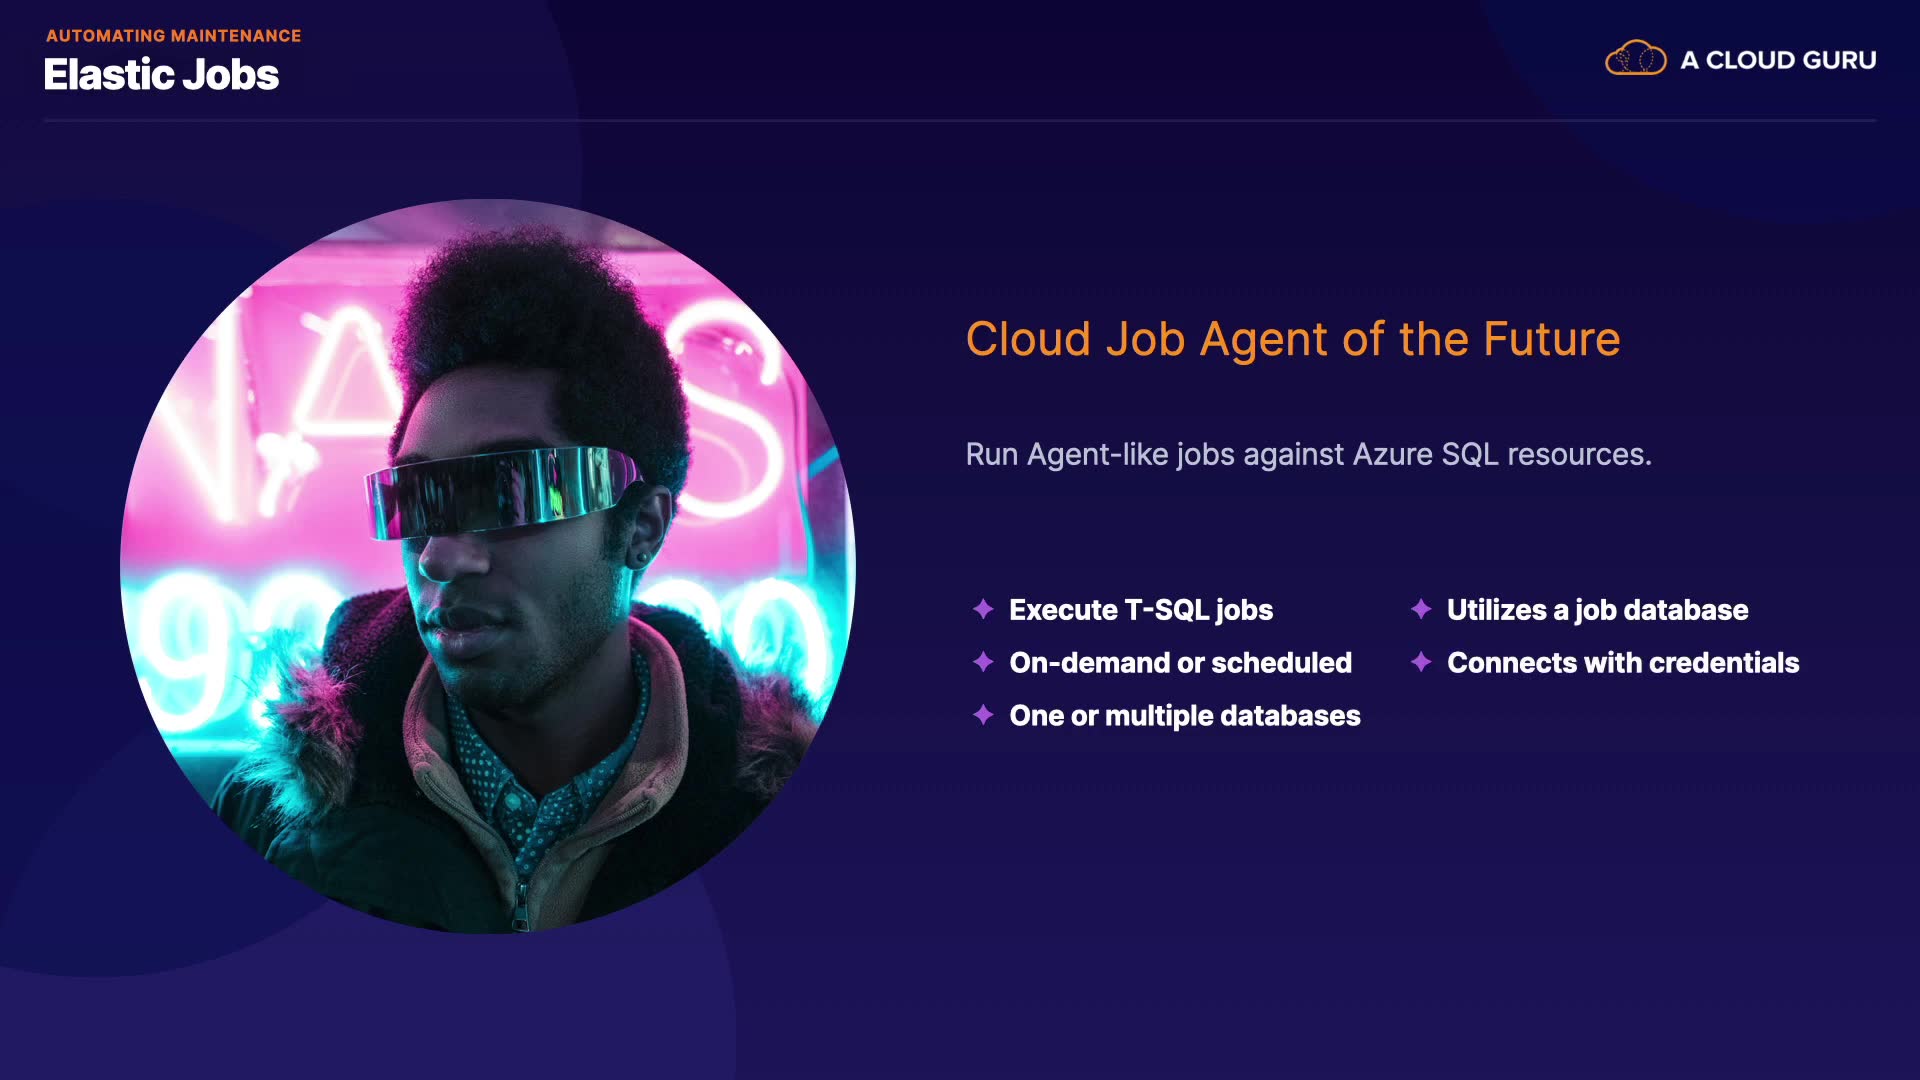 AUTOMATING MAINTENANCE
Elastic Jobs
A CLOUD GURU
Cloud Job Agent of the Future
Run Agent-like jobs against Azure SQL resources.
Execute T-SQL jobs
On-demand or scheduled
One or multiple databases
Utilizes a job database
Connects with credentials